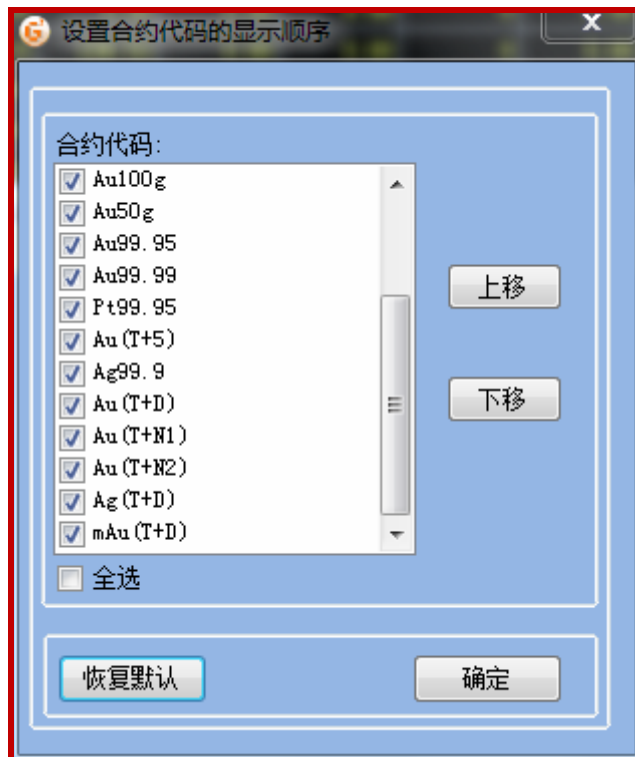 设置合约代码的显示顺序
合约代码:
Au100g
Au50g
Au99.95
Au99.99
Pt99.95
Au(T+5)
Ag99.9
Au(T+D)
Au(T+N1)
Au(T+N2)
Ag(T+D)
mAu(T+D)
上移
下移
全选
恢复默认
确定